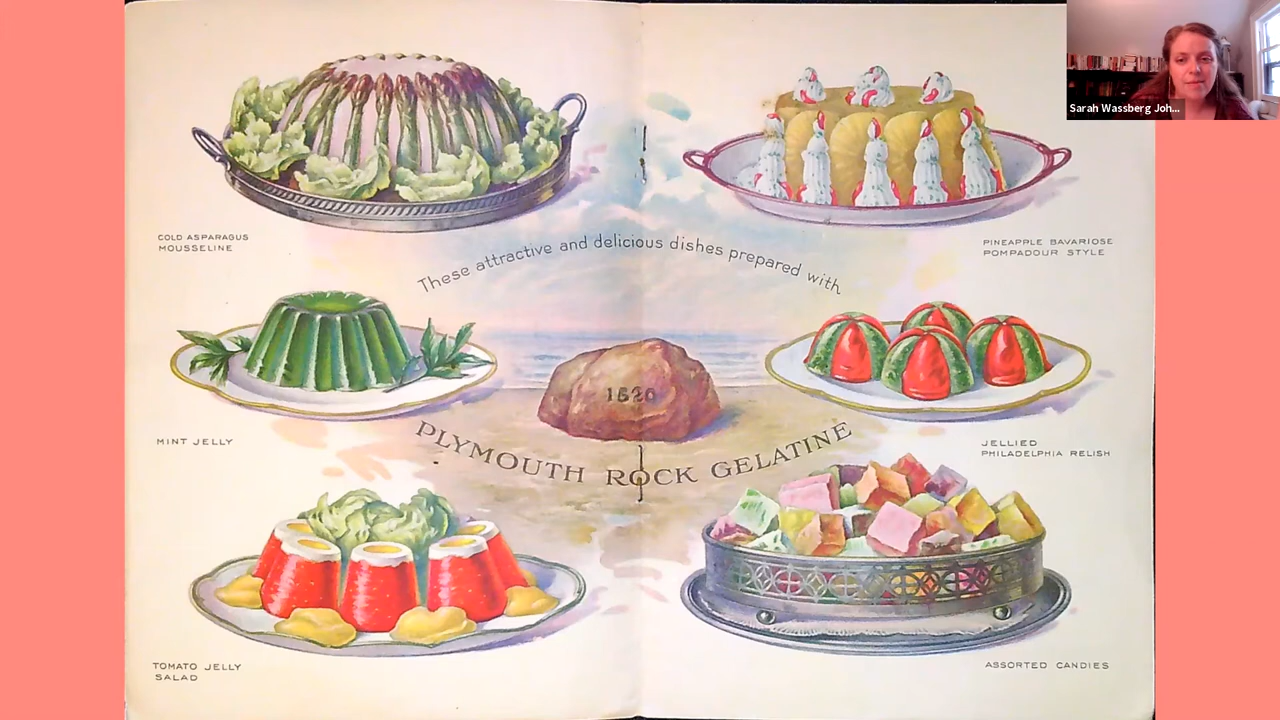 Sarah Wassberg Joh...
COLD ASPARAGUS
MOUSSELINE
PINEAPPLE BAVARIOSE
POMPADOUR STYLE
These attractive and delicious dishes prepared with
1620
PLYMOUTH ROCK GELATINE
MINT JELLY
JELLIED
PHILADELPHIA RELISH
TOMATO JELLY
SALAD
ASSORTED CANDIES